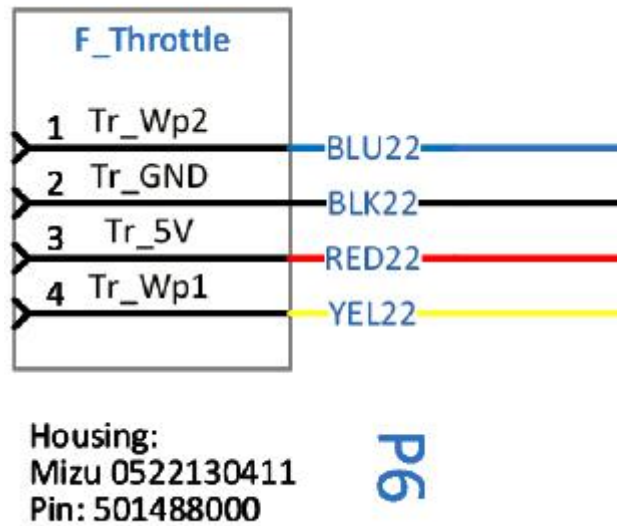 F_Throttle
1 Tr_Wp2 BLU22
2 Tr_GND BLK22
3 Tr_5V RED22
4 Tr_Wp1 YEL22
Housing:
Mizu 0522130411
Pin: 501488000
P6